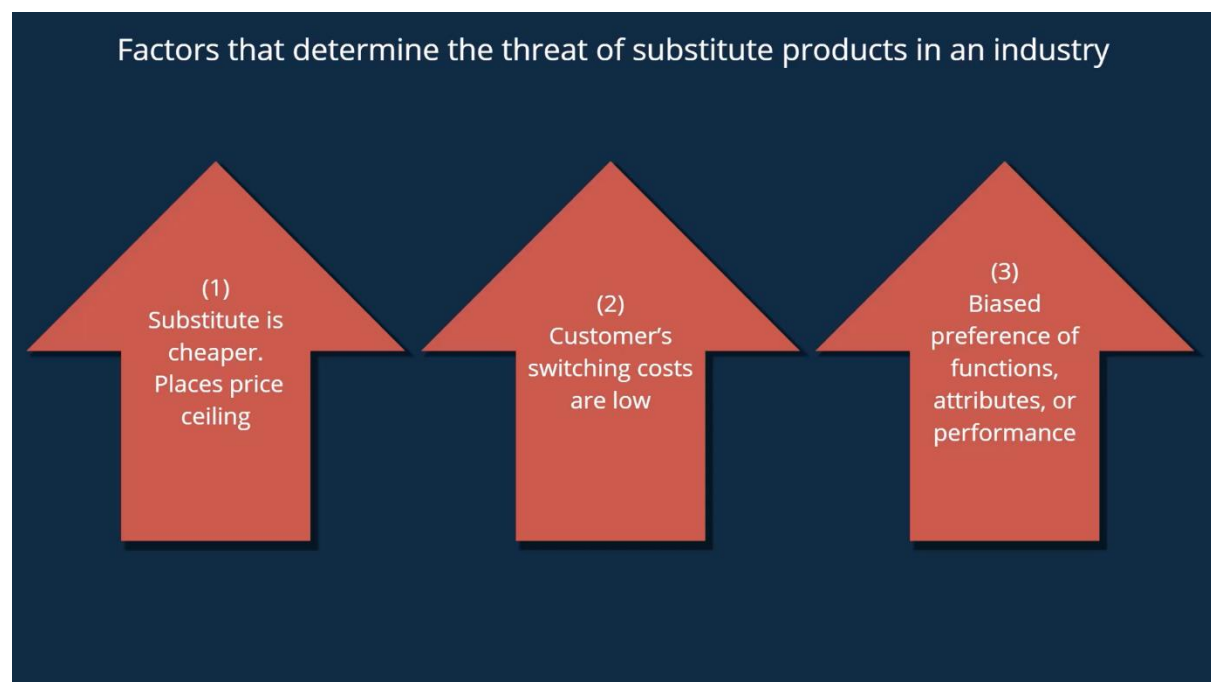 Factors that determine the threat of substitute products in an industry
(1)
Substitute is
cheaper.
Places price
ceiling
(2)
Customer’s
switching costs
are low
(3)
Biased
preference of
functions,
attributes, or
performance